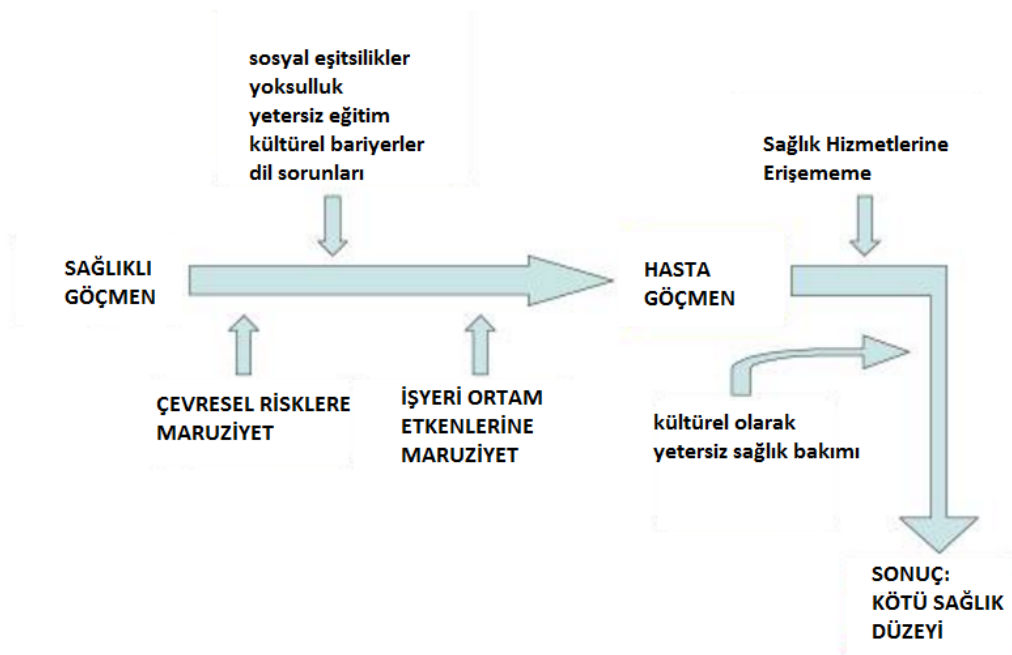 sosyal eşitsilikler
yoksulluk
yetersiz eğitim
kültürel bariyerler
dil sorunları
Sağlık Hizmetlerine
Erişememe
SAĞLIKLI
GÖÇMEN
HASTA
GÖÇMEN
ÇEVRESEL RİSKLERE
MARUZİYET
İŞYERİ ORTAM
ETKENLERİNE
MARUZİYET
kültürel olarak
yetersiz sağlık bakımı
SONUÇ:
KÖTÜ SAĞLIK
DÜZEYİ